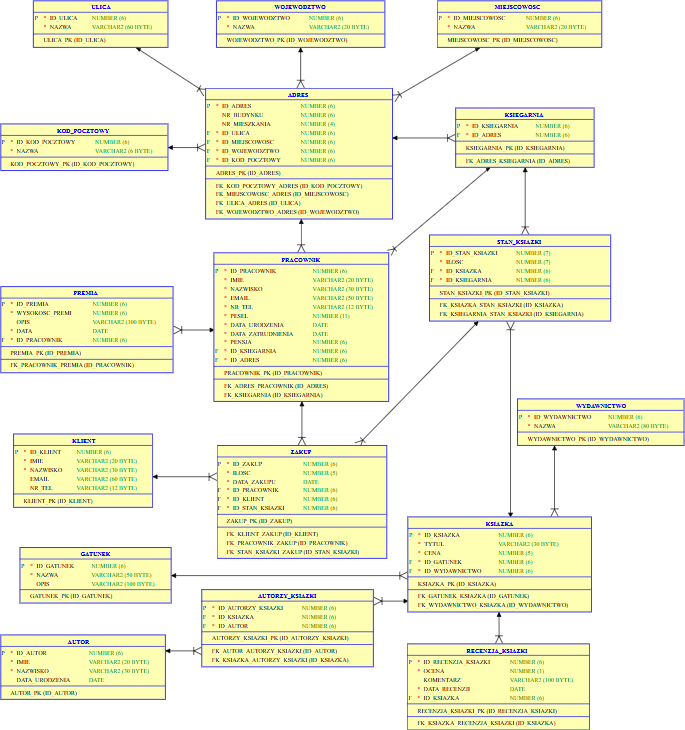 ULICA
P * ID_ULICA NUMBER (6)
* NAZWA VARCHAR2 (60 BYTE)
ULICA_PK (ID_ULICA)
WOJEWODZTWO
P * ID_WOJEWODZTWO NUMBER (6)
* NAZWA VARCHAR2 (20 BYTE)
WOJEWODZTWO_PK (ID_WOJEWODZTWO)
MIEJSCOWOSC
P * ID_MIEJSCOWOSC NUMBER (6)
* NAZWA VARCHAR2 (20 BYTE)
MIEJSCOWOSC_PK (ID_MIEJSCOWOSC)
ADRES
P * ID_ADRES NUMBER (6)
NR_BUDYNKU NUMBER (6)
NR_MIESZKANIA NUMBER (4)
F * ID_ULICA NUMBER (6)
F * ID_MIEJSCOWOSC NUMBER (6)
F * ID_WOJEWODZTWO NUMBER (6)
F * ID_KOD_POCZTOWY NUMBER (6)
ADRES_PK (ID_ADRES)
FK_KOD_POCZTOWY_ADRES (ID_KOD_POCZTOWY)
FK_MIEJSCOWOSC_ADRES (ID_MIEJSCOWOSC)
FK_ULICA_ADRES (ID_ULICA)
FK_WOJEWODZTWO_ADRES (ID_WOJEWODZTWO)
KSIEGARNIA
P * ID_KSIEGARNIA NUMBER (6)
F * ID_ADRES NUMBER (6)
KSIEGARNIA_PK (ID_KSIEGARNIA)
FK_ADRES_KSIEGARNIA (ID_ADRES)
KOD_POCZTOWY
P * ID_KOD_POCZTOWY NUMBER (6)
* NAZWA VARCHAR2 (6 BYTE)
KOD_POCZTOWY_PK (ID_KOD_POCZTOWY)
STAN_KSIAZKI
P * ID_STAN_KSIAZKI NUMBER (7)
* ILOSC NUMBER (7)
F * ID_KSIAZKA NUMBER (6)
F * ID_KSIEGARNIA NUMBER (6)
STAN_KSIAZKI_PK (ID_STAN_KSIAZKI)
FK_KSIAZKA_STAN_KSIAZKI (ID_KSIAZKA)
FK_KSIEGARNIA_STAN_KSIAZKI (ID_KSIEGARNIA)
PRACOWNIK
P * ID_PRACOWNIK NUMBER (6)
* IMIE VARCHAR2 (20 BYTE)
* NAZWISKO VARCHAR2 (30 BYTE)
* EMAIL VARCHAR2 (50 BYTE)
* NR_TEL VARCHAR2 (12 BYTE)
* PESEL NUMBER (11)
* DATA_URODZENIA DATE
* DATA_ZATRUDNIENIA DATE
* PENSJA NUMBER (6)
F * ID_KSIEGARNIA NUMBER (6)
F * ID_ADRES NUMBER (6)
PRACOWNIK_PK (ID_PRACOWNIK)
FK_ADRES_PRACOWNIK (ID_ADRES)
FK_KSIEGARNIA (ID_KSIEGARNIA)
PREMIA
P * ID_PREMIA NUMBER (6)
* WYSOKOSC_PREMI NUMBER (6)
OPIS VARCHAR2 (300 BYTE)
* DATA DATE
F * ID_PRACOWNIK NUMBER (6)
PREMIA_PK (ID_PREMIA)
FK_PRACOWNIK_PREMIA (ID_PRACOWNIK)
WYDAWNICTWO
P * ID_WYDAWNICTWO NUMBER (6)
* NAZWA VARCHAR2 (80 BYTE)
WYDAWNICTWO_PK (ID_WYDAWNICTWO)
KLIENT
P * ID_KLIENT NUMBER (6)
* IMIE VARCHAR2 (20 BYTE)
* NAZWISKO VARCHAR2 (30 BYTE)
EMAIL VARCHAR2 (60 BYTE)
NR_TEL VARCHAR2 (12 BYTE)
KLIENT_PK (ID_KLIENT)
ZAKUP
P * ID_ZAKUP NUMBER (6)
* ILOSC NUMBER (5)
* DATA_ZAKUPU DATE
F * ID_PRACOWNIK NUMBER (6)
F * ID_KLIENT NUMBER (6)
F * ID_STAN_KSIAZKI NUMBER (6)
ZAKUP_PK (ID_ZAKUP)
FK_KLIENT_ZAKUP (ID_KLIENT)
FK_PRACOWNIK_ZAKUP (ID_PRACOWNIK)
FK_STAN_KSIAZKI_ZAKUP (ID_STAN_KSIAZKI)
KSIAZKA
P * ID_KSIAZKA NUMBER (6)
* TYTUL VARCHAR2 (30 BYTE)
* CENA NUMBER (5)
F * ID_GATUNEK NUMBER (6)
F * ID_WYDAWNICTWO NUMBER (6)
KSIAZKA_PK (ID_KSIAZKA)
FK_GATUNEK_KSIAZKA (ID_GATUNEK)
FK_WYDAWNICTWO_KSIAZKA (ID_WYDAWNICTWO)
GATUNEK
P * ID_GATUNEK NUMBER (6)
* NAZWA VARCHAR2 (50 BYTE)
OPIS VARCHAR2 (100 BYTE)
GATUNEK_PK (ID_GATUNEK)
AUTORZY_KSIAZKI
P * ID_AUTORZY_KSIAZKI NUMBER (6)
F * ID_KSIAZKA NUMBER (6)
F * ID_AUTOR NUMBER (6)
AUTORZY_KSIAZKI_PK (ID_AUTORZY_KSIAZKI)
FK_AUTOR_AUTORZY_KSIAZKI (ID_AUTOR)
FK_KSIAZKA_AUTORZY_KSIAZKI (ID_KSIAZKA)
AUTOR
P * ID_AUTOR NUMBER (6)
* IMIE VARCHAR2 (20 BYTE)
* NAZWISKO VARCHAR2 (30 BYTE)
DATA_URODZENIA DATE
AUTOR_PK (ID_AUTOR)
RECENZJA_KSIAZKI
P * ID_RECENZJA_KSIAZKI NUMBER (6)
* OCENA NUMBER (1)
KOMENTARZ VARCHAR2 (100 BYTE)
* DATA_RECENZJI DATE
F * ID_KSIAZKA NUMBER (6)
RECENZJA_KSIAZKI_PK (ID_RECENZJA_KSIAZKI)
FK_KSIAZKA_RECENZJA_KSIAZKI (ID_KSIAZKA)